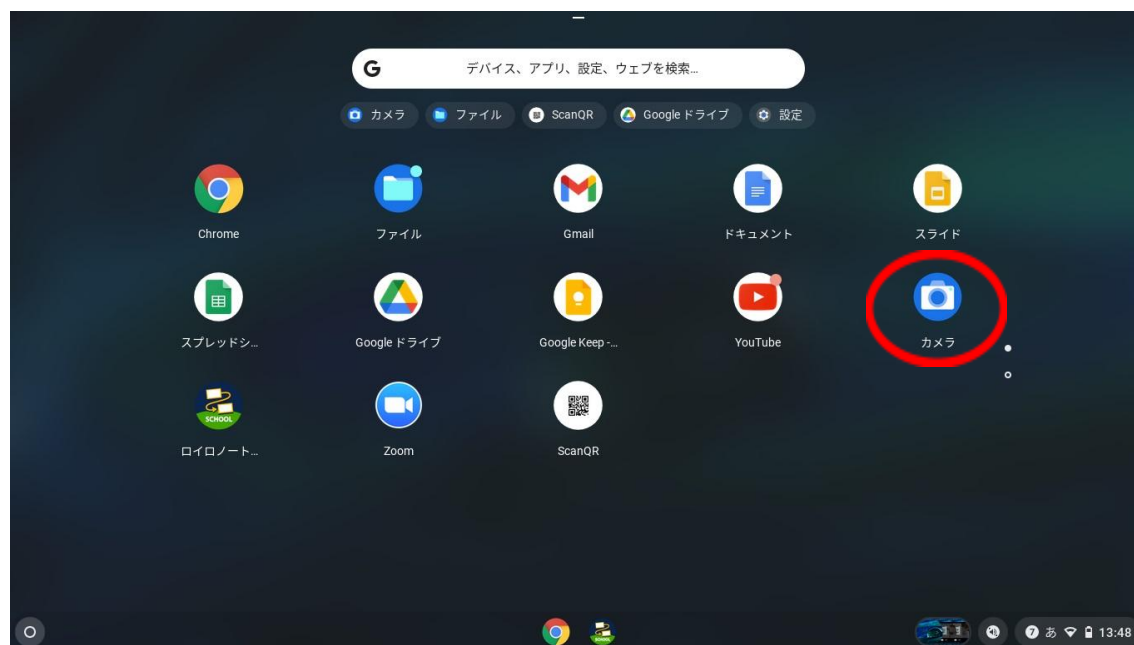 デバイス、アプリ、設定、ウェブを検索...
カメラ ファイル ScanQR Google ドライブ 設定
Chrome ファイル Gmail ドキュメント スライド
スプレッドシ... Google ドライブ Google Keep -... YouTube カメラ
SCHOOL
ロイロノート... Zoom ScanQR
7 あ 13:48